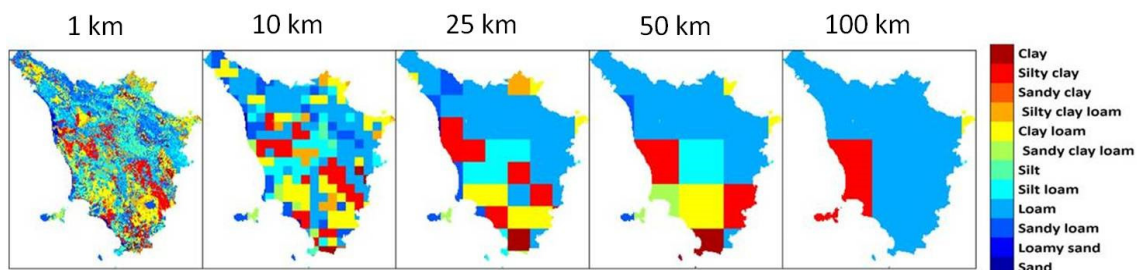 1 km
10 km
25 km
50 km
100 km
Clay
Silty clay
Sandy clay
Silty clay loam
Clay loam
Sandy clay loam
Silt
Silt loam
Loam
Sandy loam
Loamy sand
Sand